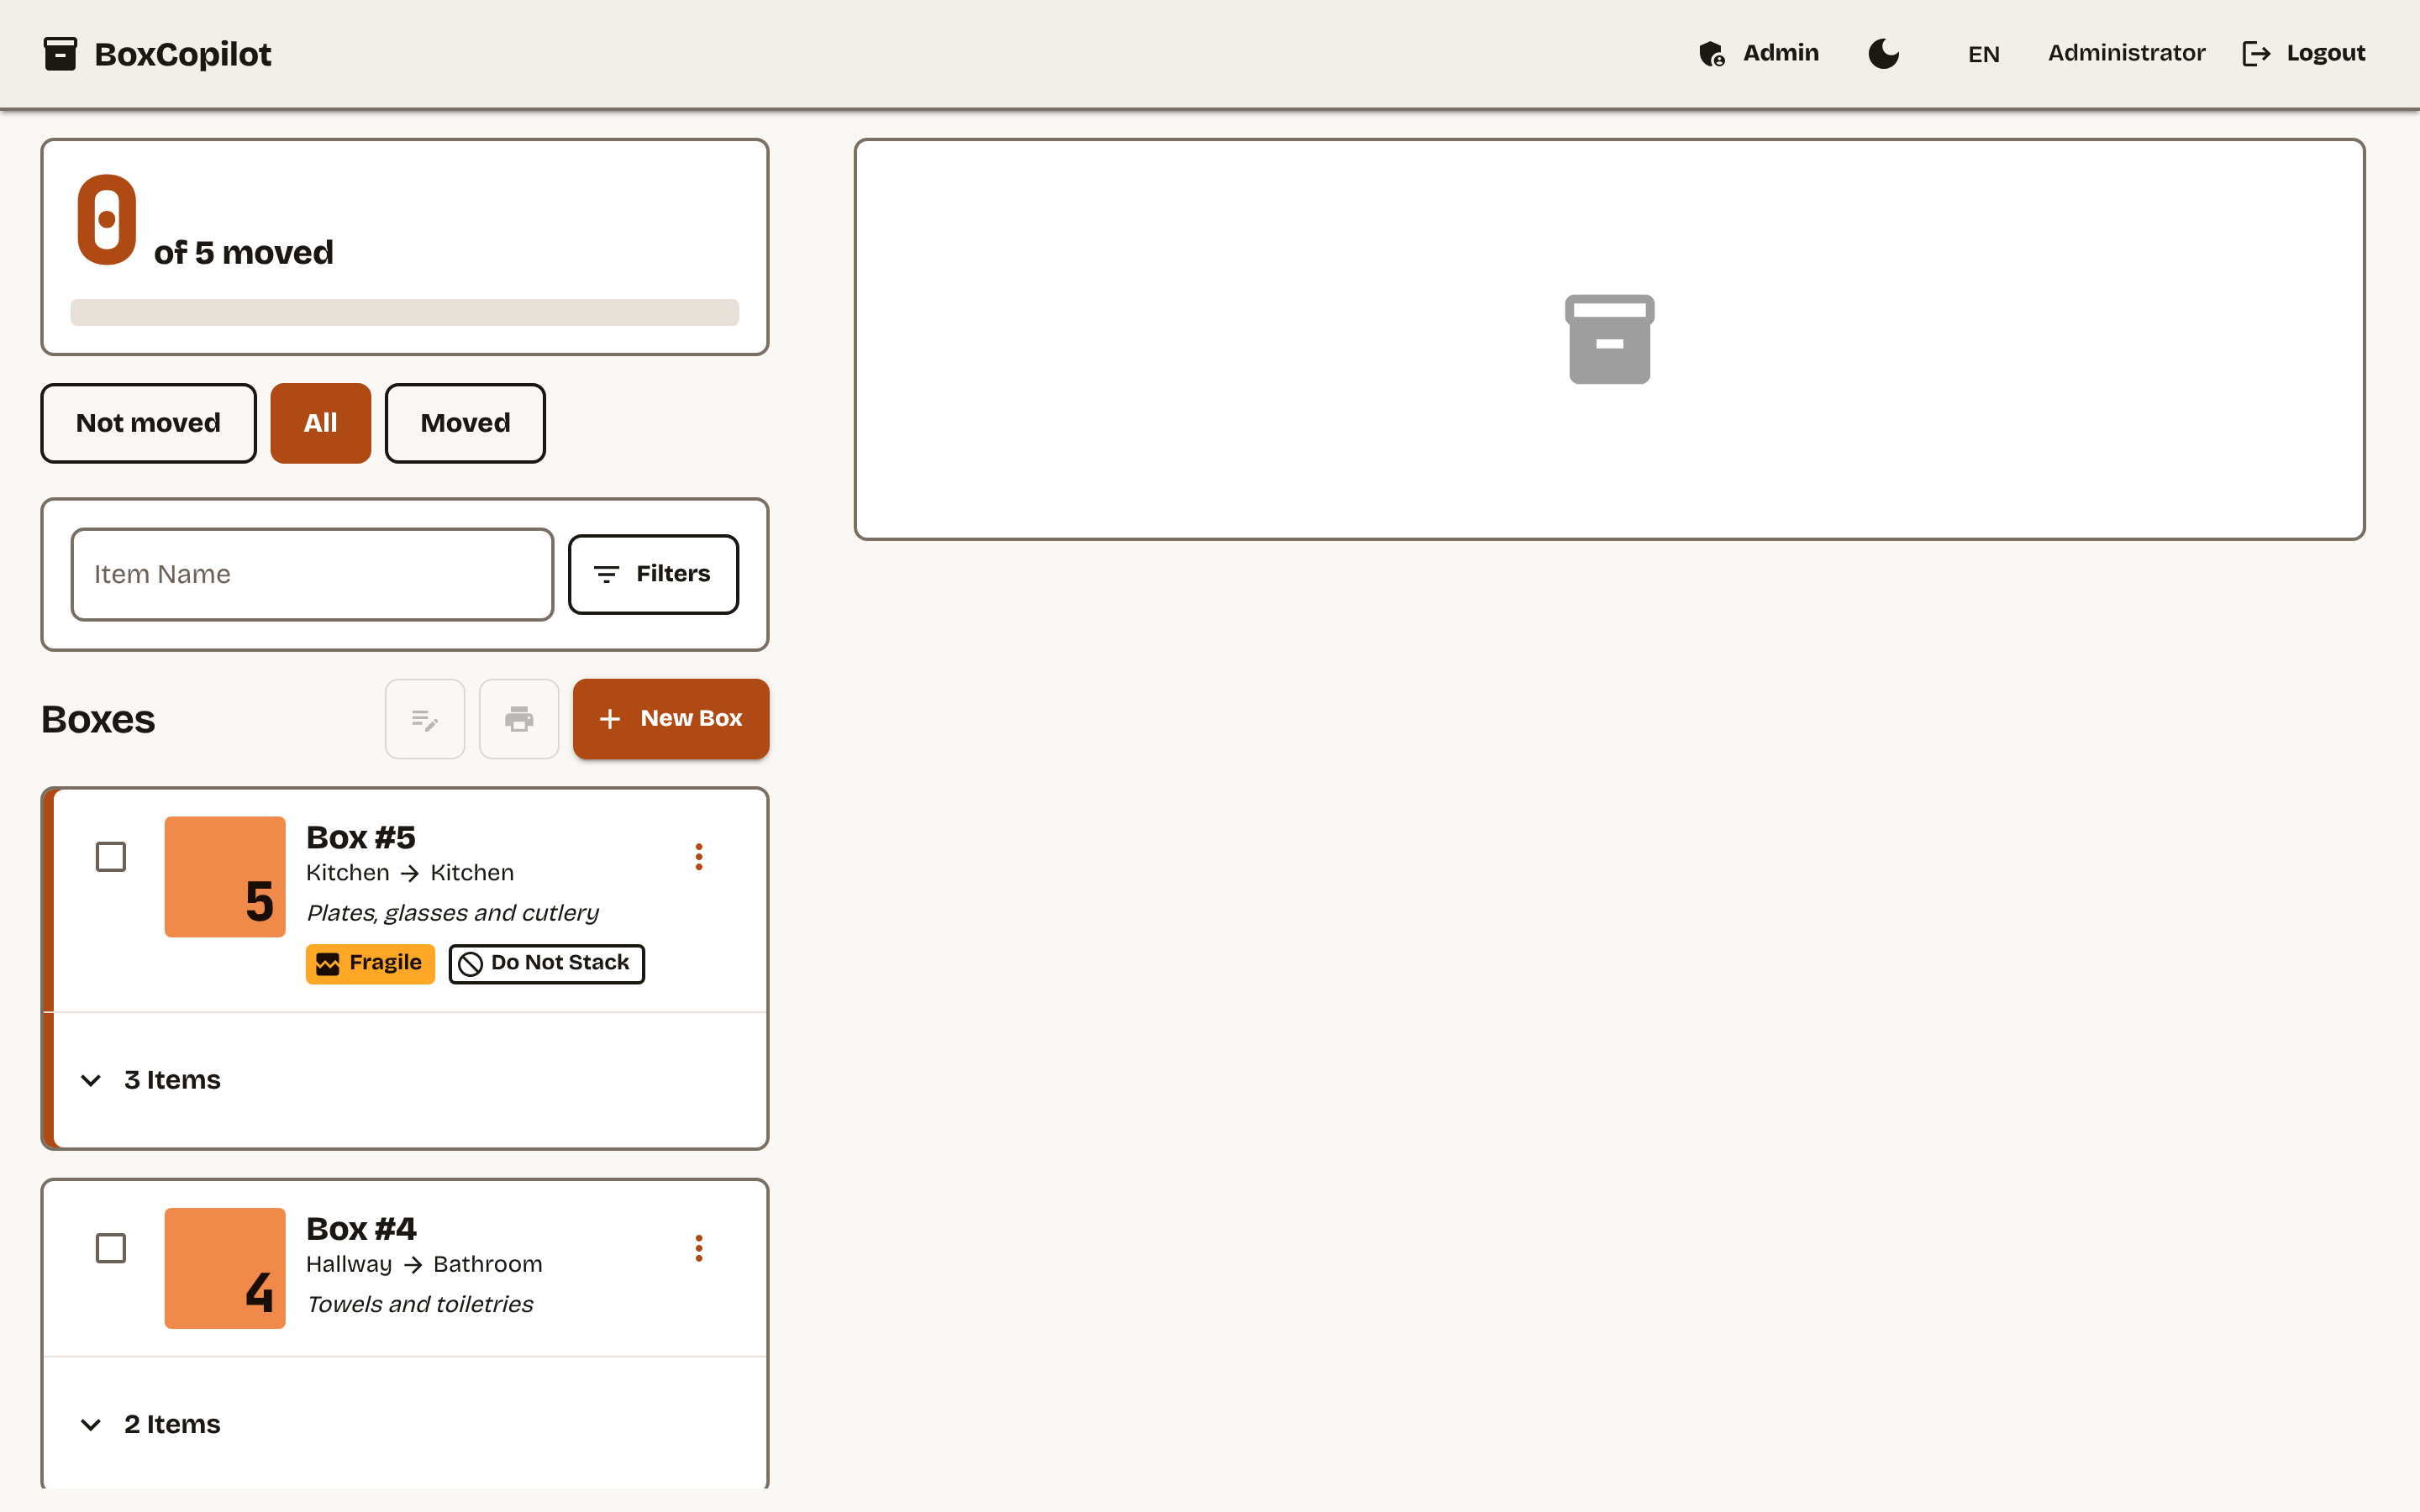 BoxCopilot
Admin
EN
Administrator
Logout
0 of 5 moved
Not moved
All
Moved
Item Name
Filters
Boxes
New Box
5
Box #5
Kitchen → Kitchen
Plates, glasses and cutlery
Fragile
Do Not Stack
3 Items
4
Box #4
Hallway → Bathroom
Towels and toiletries
2 Items